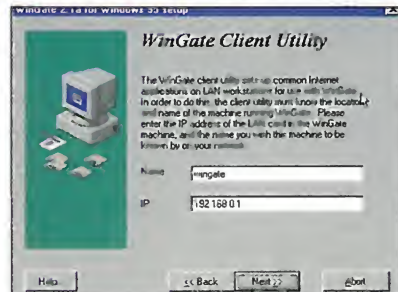 WinGate 2.1a for Windows 95 setup
WinGate Client Utility
The WinGate client utility sets up common Internet
applications on LAN workstations for use with WinGate.
In order to do this, the client utility must know the location
and name of the machine running WinGate. Please
enter the IP address of the LAN card in the WinGate
machine, and the name you wish this machine to be
known by on your network.
Name
wingate
IP
192.168.0.1
Help
<< Back
Next >>
Abort